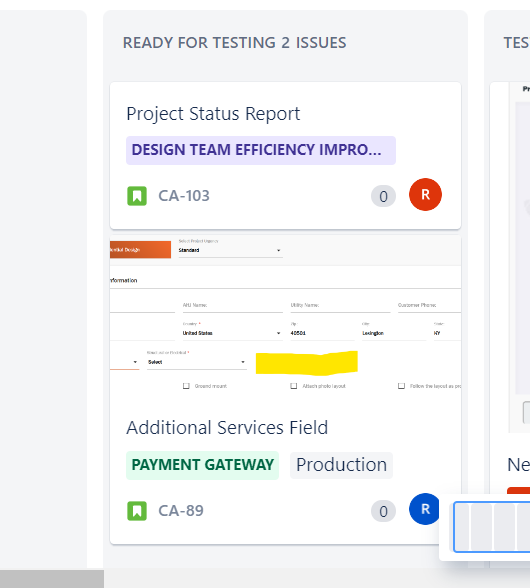 READY FOR TESTING 2 ISSUES
TES
Project Status Report
DESIGN TEAM EFFICIENCY IMPRO...
CA-103
0
R
ential Design
Select Project Urgency
Standard
nformation
AHJ Name:
Utility Name:
Customer Phone:
Country *
Zip
City
State
United States
40501
Lexington
KY
Select
Ground mount
Attach photo layout
Follow the layout as pro
Additional Services Field
PAYMENT GATEWAY
Production
Ne
CA-89
0
R